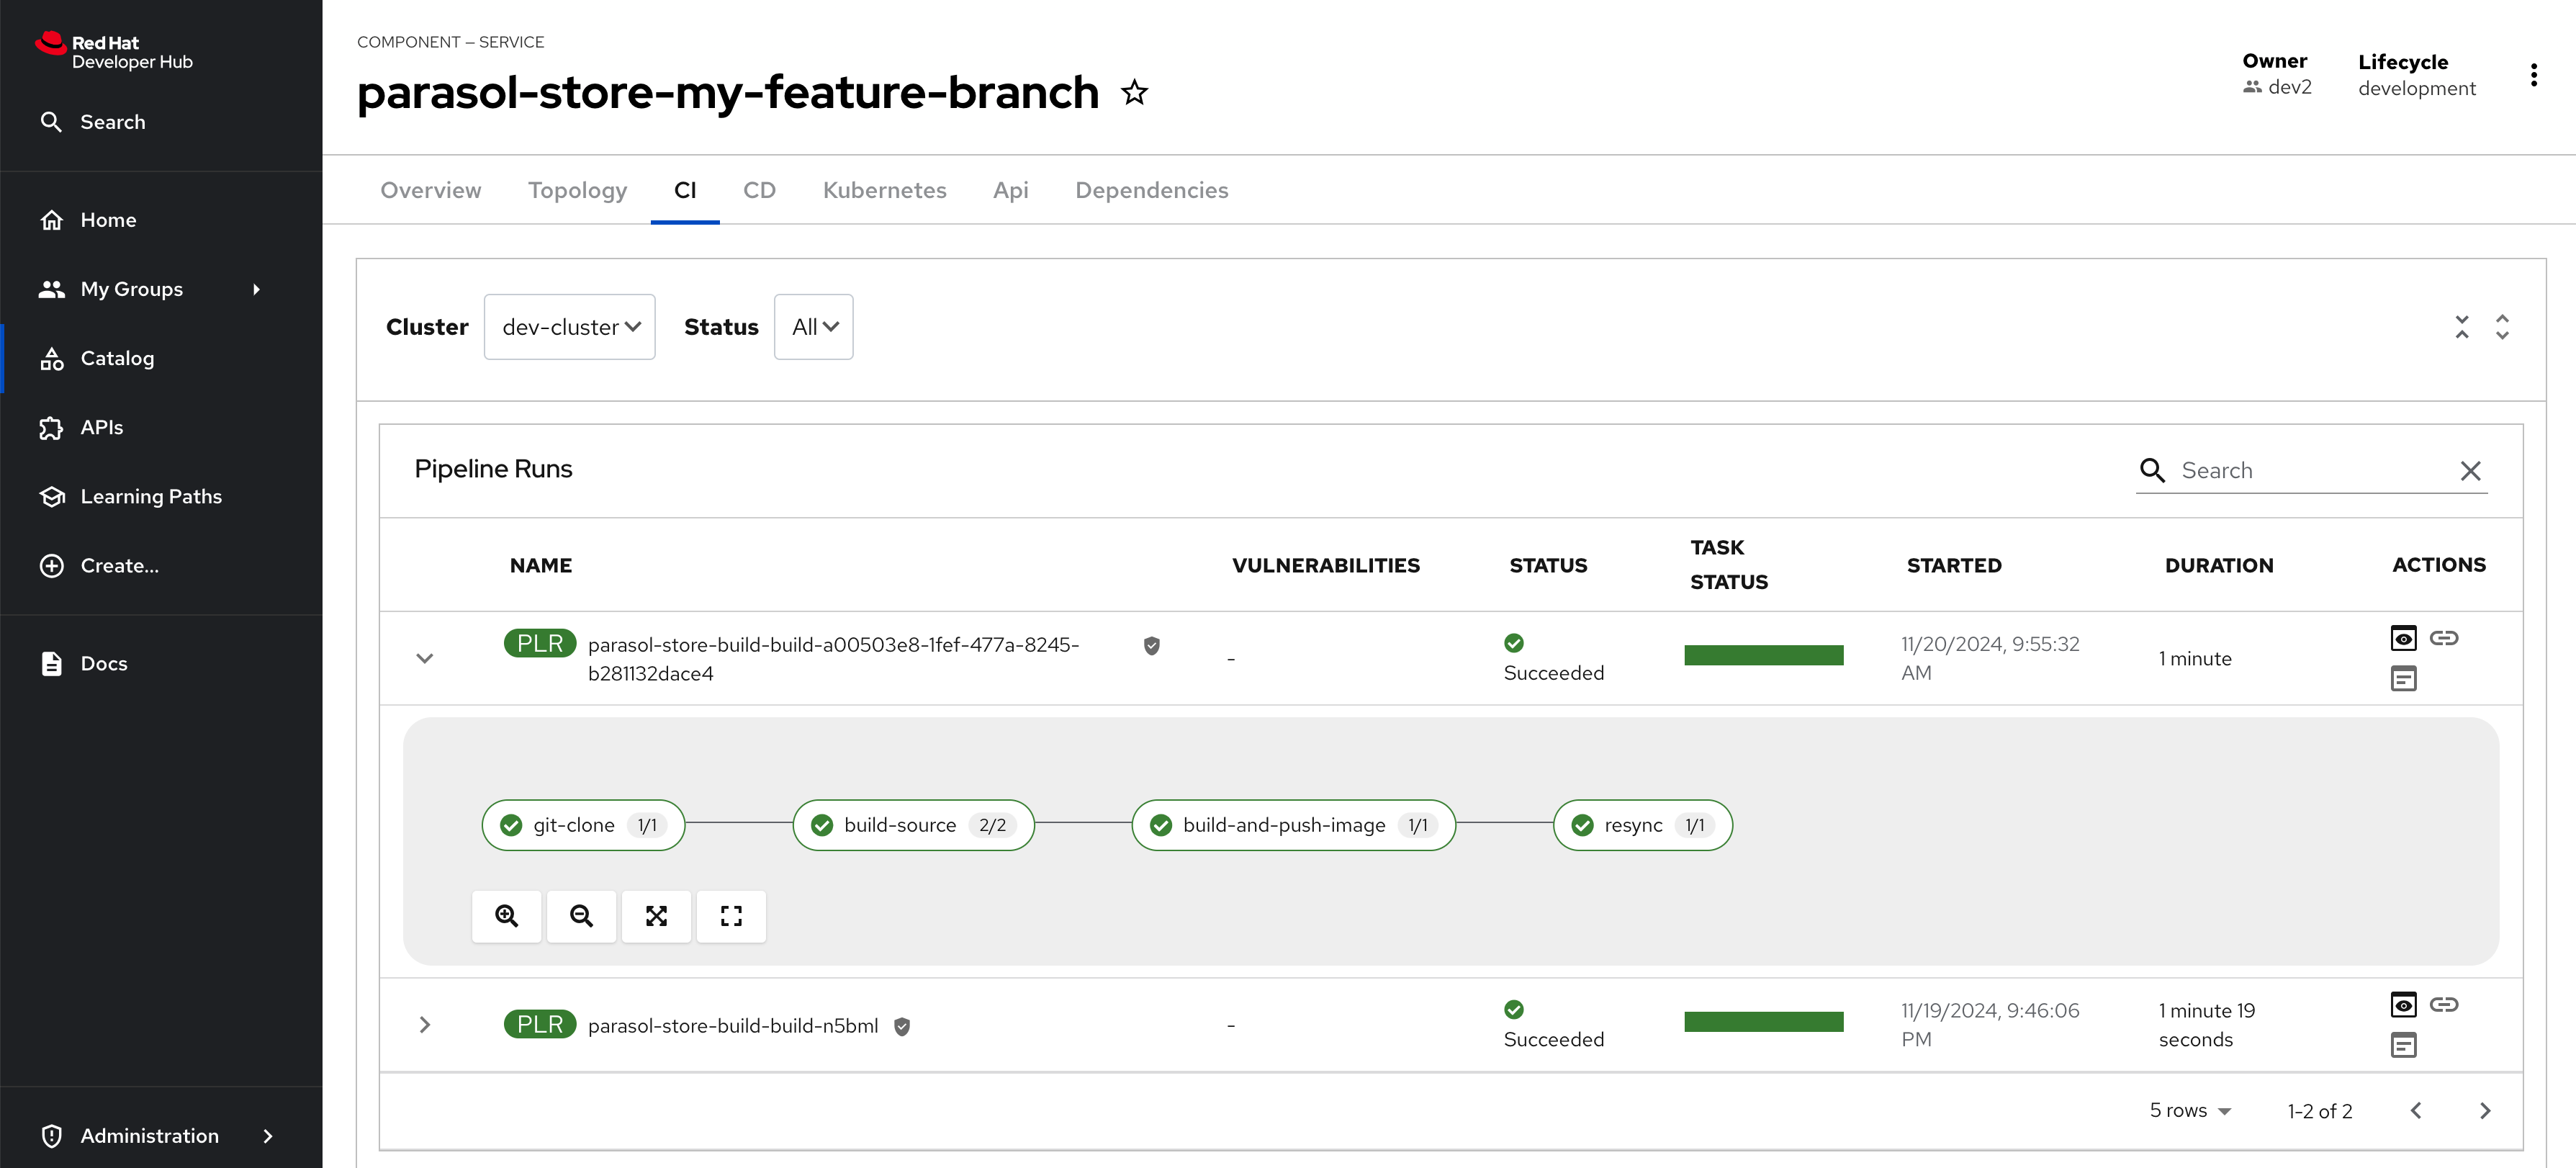 Red Hat
Developer Hub
Search
Home
My Groups
Catalog
APIs
Learning Paths
Create...
Docs
Administration
COMPONENT — SERVICE
parasol-store-my-feature-branch
Owner
dev2
Lifecycle
development
Overview Topology CI CD Kubernetes Api Dependencies
Cluster dev-cluster Status All
Pipeline Runs
Search
NAME VULNERABILITIES STATUS TASK STATUS STARTED DURATION ACTIONS
PLR parasol-store-build-build-a00503e8-1fef-477a-8245-
b281132dace4
-
Succeeded
11/20/2024, 9:55:32
AM
1 minute
git-clone 1/1 build-source 2/2 build-and-push-image 1/1 resync 1/1
PLR parasol-store-build-build-n5bml
-
Succeeded
11/19/2024, 9:46:06
PM
1 minute 19
seconds
5 rows 1-2 of 2